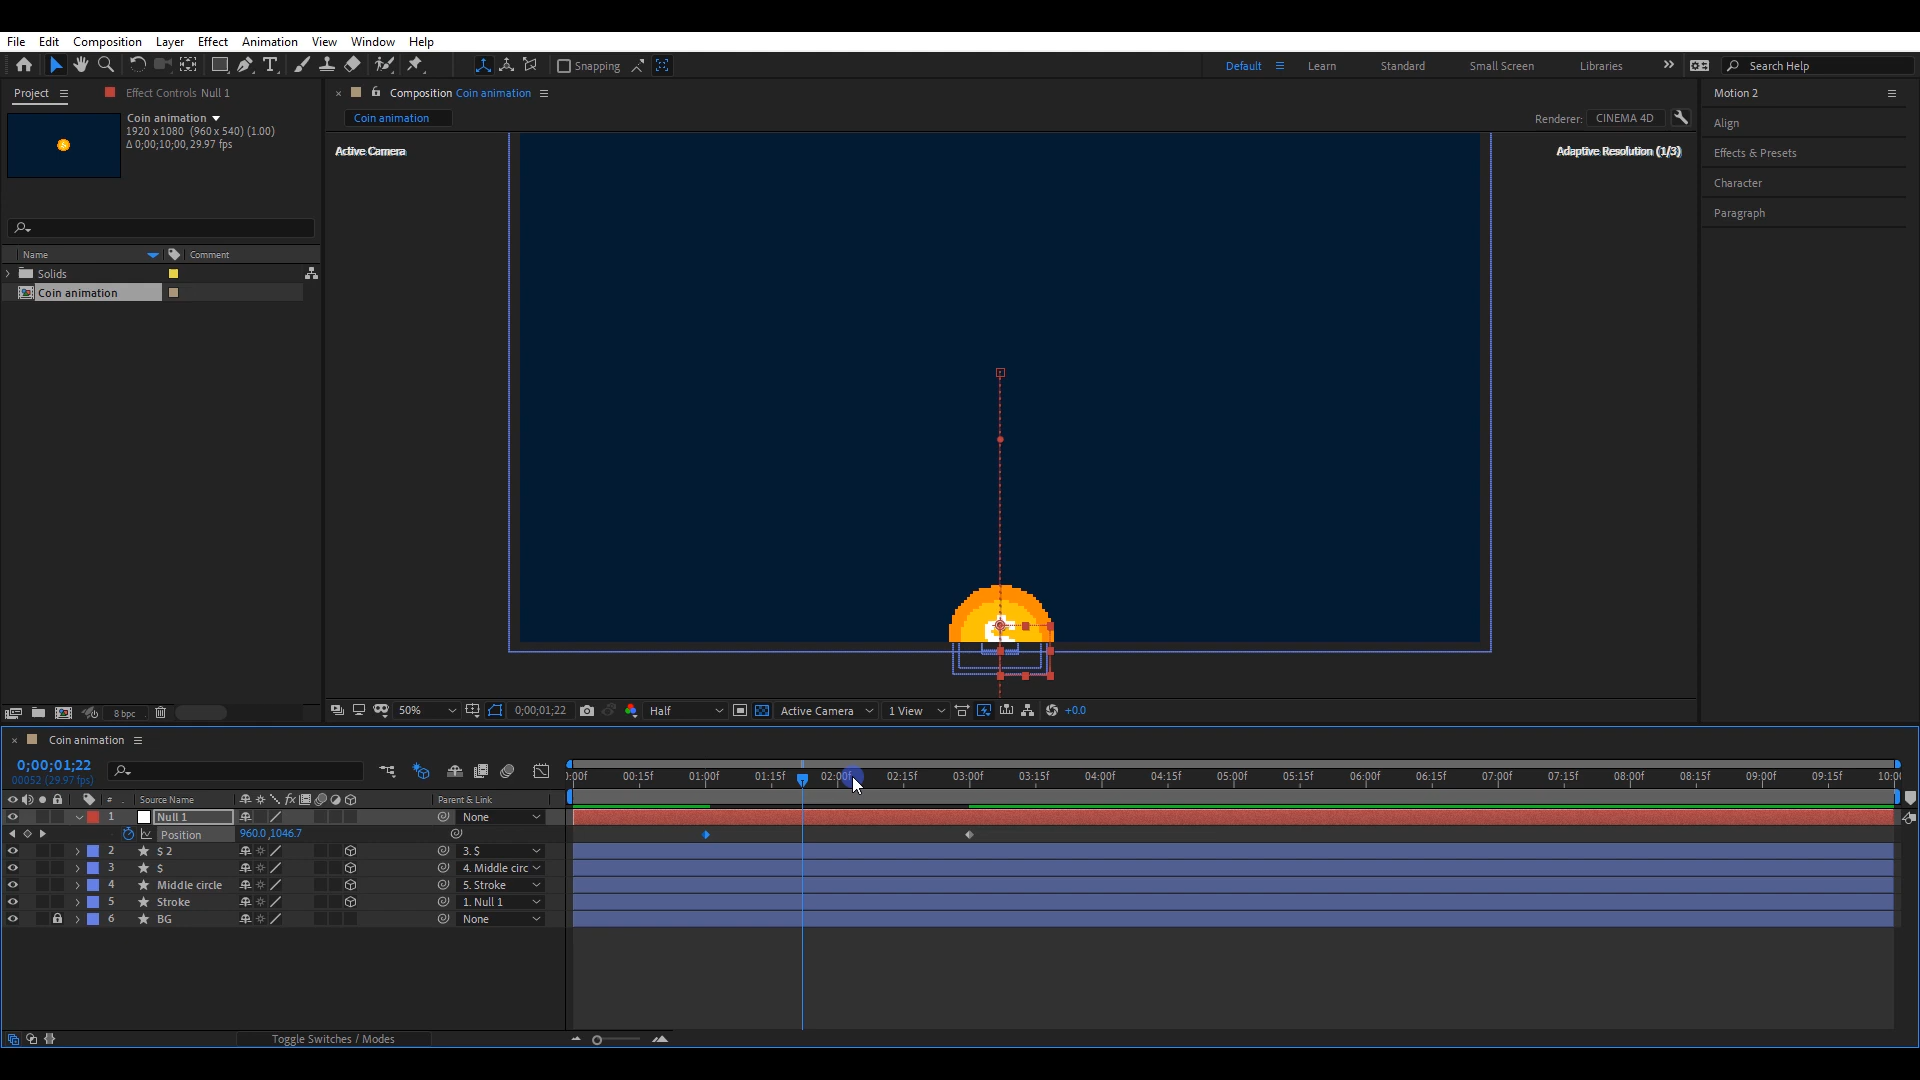 File Edit Composition Layer Effect Animation View Window Help
Snapping Default Learn Standard Small Screen Libraries Search Help
Project Effect Controls Null 1 Composition Coin animation Motion 2
Coin animation
1920 x 1080 (960 x 540) (1.00)
Δ 0;00;10;00, 29.97 fps
Coin animation Renderer: CINEMA 4D
Align
Active Camera Adaptive Resolution (1/3)
Effects & Presets
Character
Paragraph
Name Comment
Solids
Coin animation
8 bpc 50% 0;00;01;22 Half Active Camera 1 View +0.0
Coin animation
0;00;01;22
00052 (29.97 fps)
:00f 00:15f 01:00f 01:15f 02:00f 02:15f 03:00f 03:15f 04:00f 04:15f 05:00f 05:15f 06:00f 06:15f 07:00f 07:15f 08:00f 08:15f 09:00f 09:15f 10:0
# Source Name Parent & Link
1 Null 1 None
Position 960.0,1046.7
2 $ 2 3. $
3 $ 4. Middle circ
4 Middle circle 5. Stroke
5 Stroke 1. Null 1
6 BG None
Toggle Switches / Modes